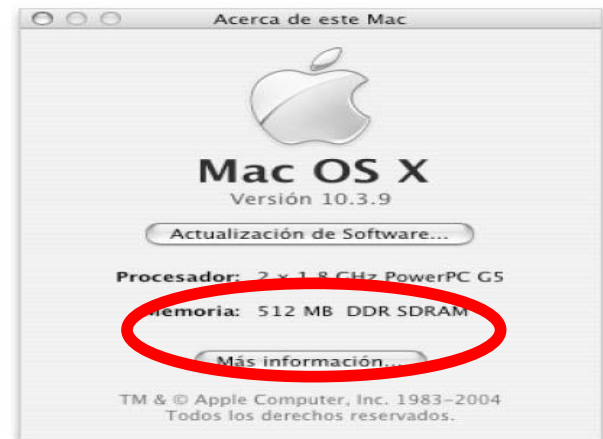 Acerca de este Mac
Mac OS X
Versión 10.3.9
Actualización de Software...
Procesador: 2 x 1.8 GHz PowerPC G5
Memoria: 512 MB DDR SDRAM
Más información...
TM & © Apple Computer, Inc. 1983-2004
Todos los derechos reservados.